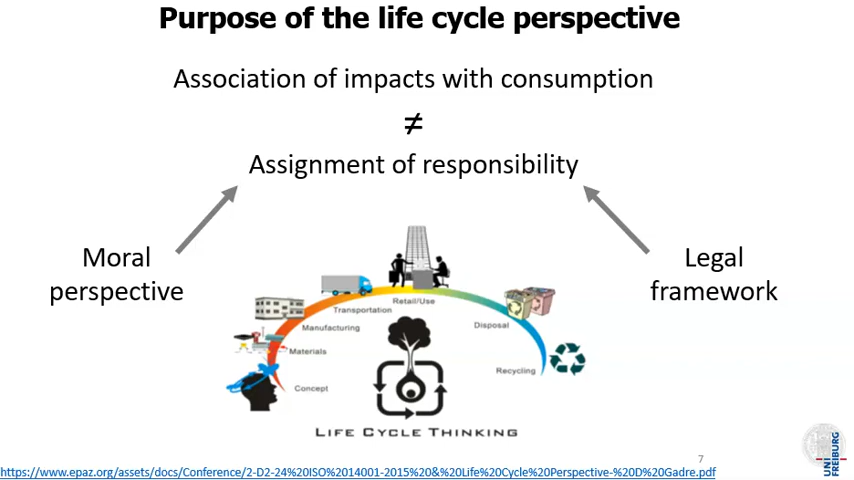 Purpose of the life cycle perspective
Association of impacts with consumption
≠
Assignment of responsibility
Moral
perspective
Legal
framework
Retail/Use
Transportation
Manufacturing
Materials
Concept
Disposal
Recycling
LIFE CYCLE THINKING
7
https://www.epaz.org/assets/docs/Conference/2-D2-24%20ISO%2014001-2015%20&%20Life%20Cycle%20Perspective-%20D%20Gadre.pdf
UNI
FREIBURG